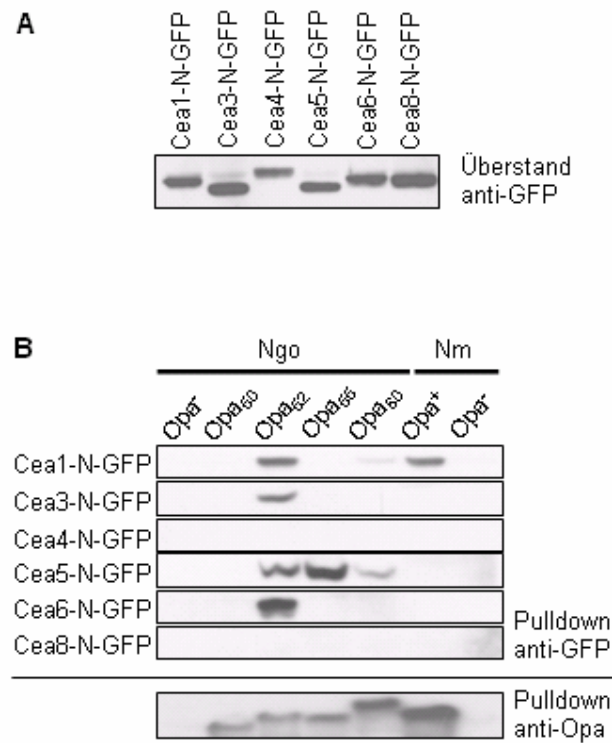 A
Cea1-N-GFP
Cea3-N-GFP
Cea4-N-GFP
Cea5-N-GFP
Cea6-N-GFP
Cea8-N-GFP
Überstand
anti-GFP
B
Ngo Nm
Opa⁻ Opa₅₀ Opa₅₂ Opa₅₅ Opa₆₀ Opa⁺ Opa⁻
Cea1-N-GFP
Cea3-N-GFP
Cea4-N-GFP
Cea5-N-GFP
Cea6-N-GFP
Cea8-N-GFP
Pulldown
anti-GFP
Pulldown
anti-Opa